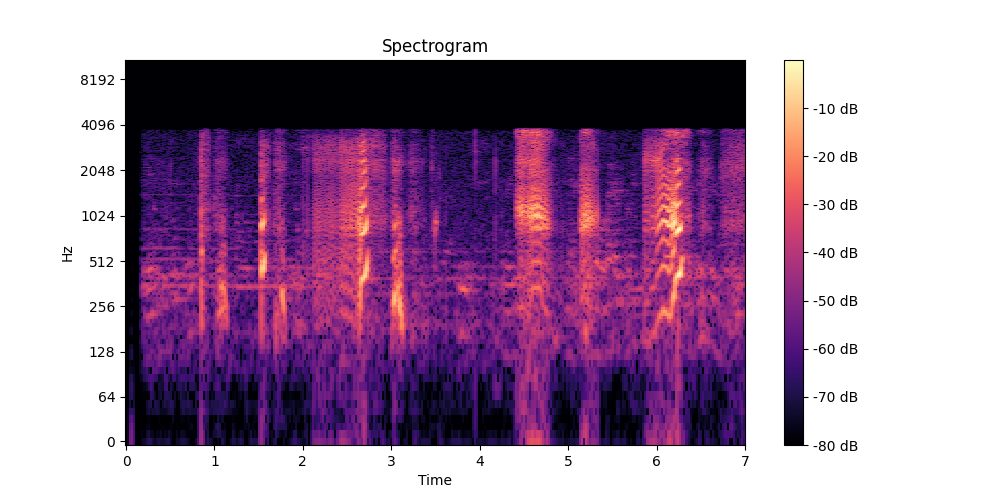 Spectrogram
8192
4096
2048
1024
512
256
128
64
0
Hz
0 1 2 3 4 5 6 7
Time
-10 dB
-20 dB
-30 dB
-40 dB
-50 dB
-60 dB
-70 dB
-80 dB